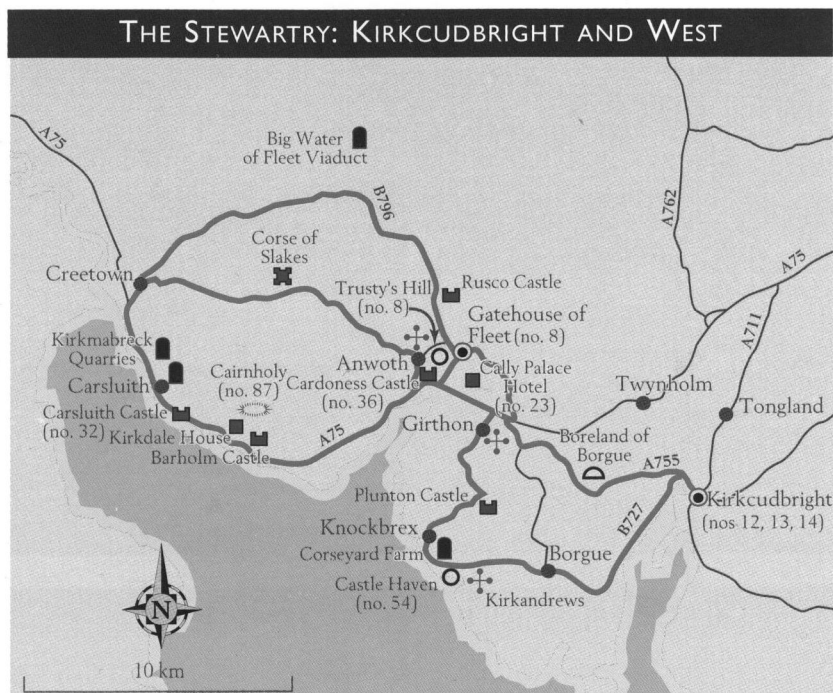 THE STEWARTRY: KIRKCUDBRIGHT AND WEST
A75
Big Water
of Fleet Viaduct
B796
A762
Corse of
Slakes
A75
Creetown
Trusty's Hill
(no. 8)
Rusco Castle
A711
Gatehouse of
Fleet (no. 8)
Kirkmabreck
Quarries
Anwoth
Cairnholy
(no. 87)
Cardoness Castle
(no. 36)
Cally Palace
Hotel
(no. 23)
Carsluith
Twynholm
Tongland
Carsluith Castle
(no. 32)
Kirkdale House
Barholm Castle
A75
Girthon
Boreland of
Borgue
A755
Plunton Castle
Kirkcudbright
(nos 12, 13, 14)
B727
Knockbrex
Corseyard Farm
Borgue
Castle Haven
(no. 54)
Kirkandrews
N
10 km